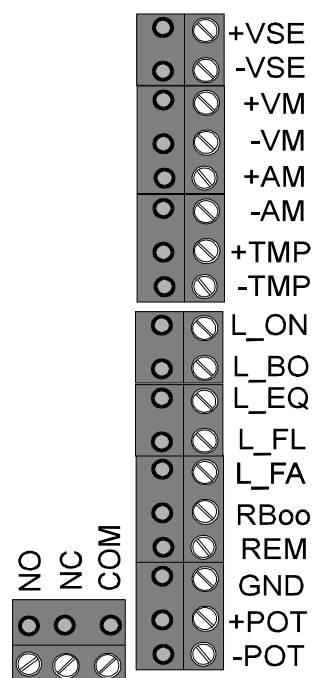 +VSE
-VSE
+VM
-VM
+AM
-AM
+TMP
-TMP
L_ON
L_BO
L_EQ
L_FL
L_FA
RBoo
REM
GND
+POT
-POT
NO
NC
COM